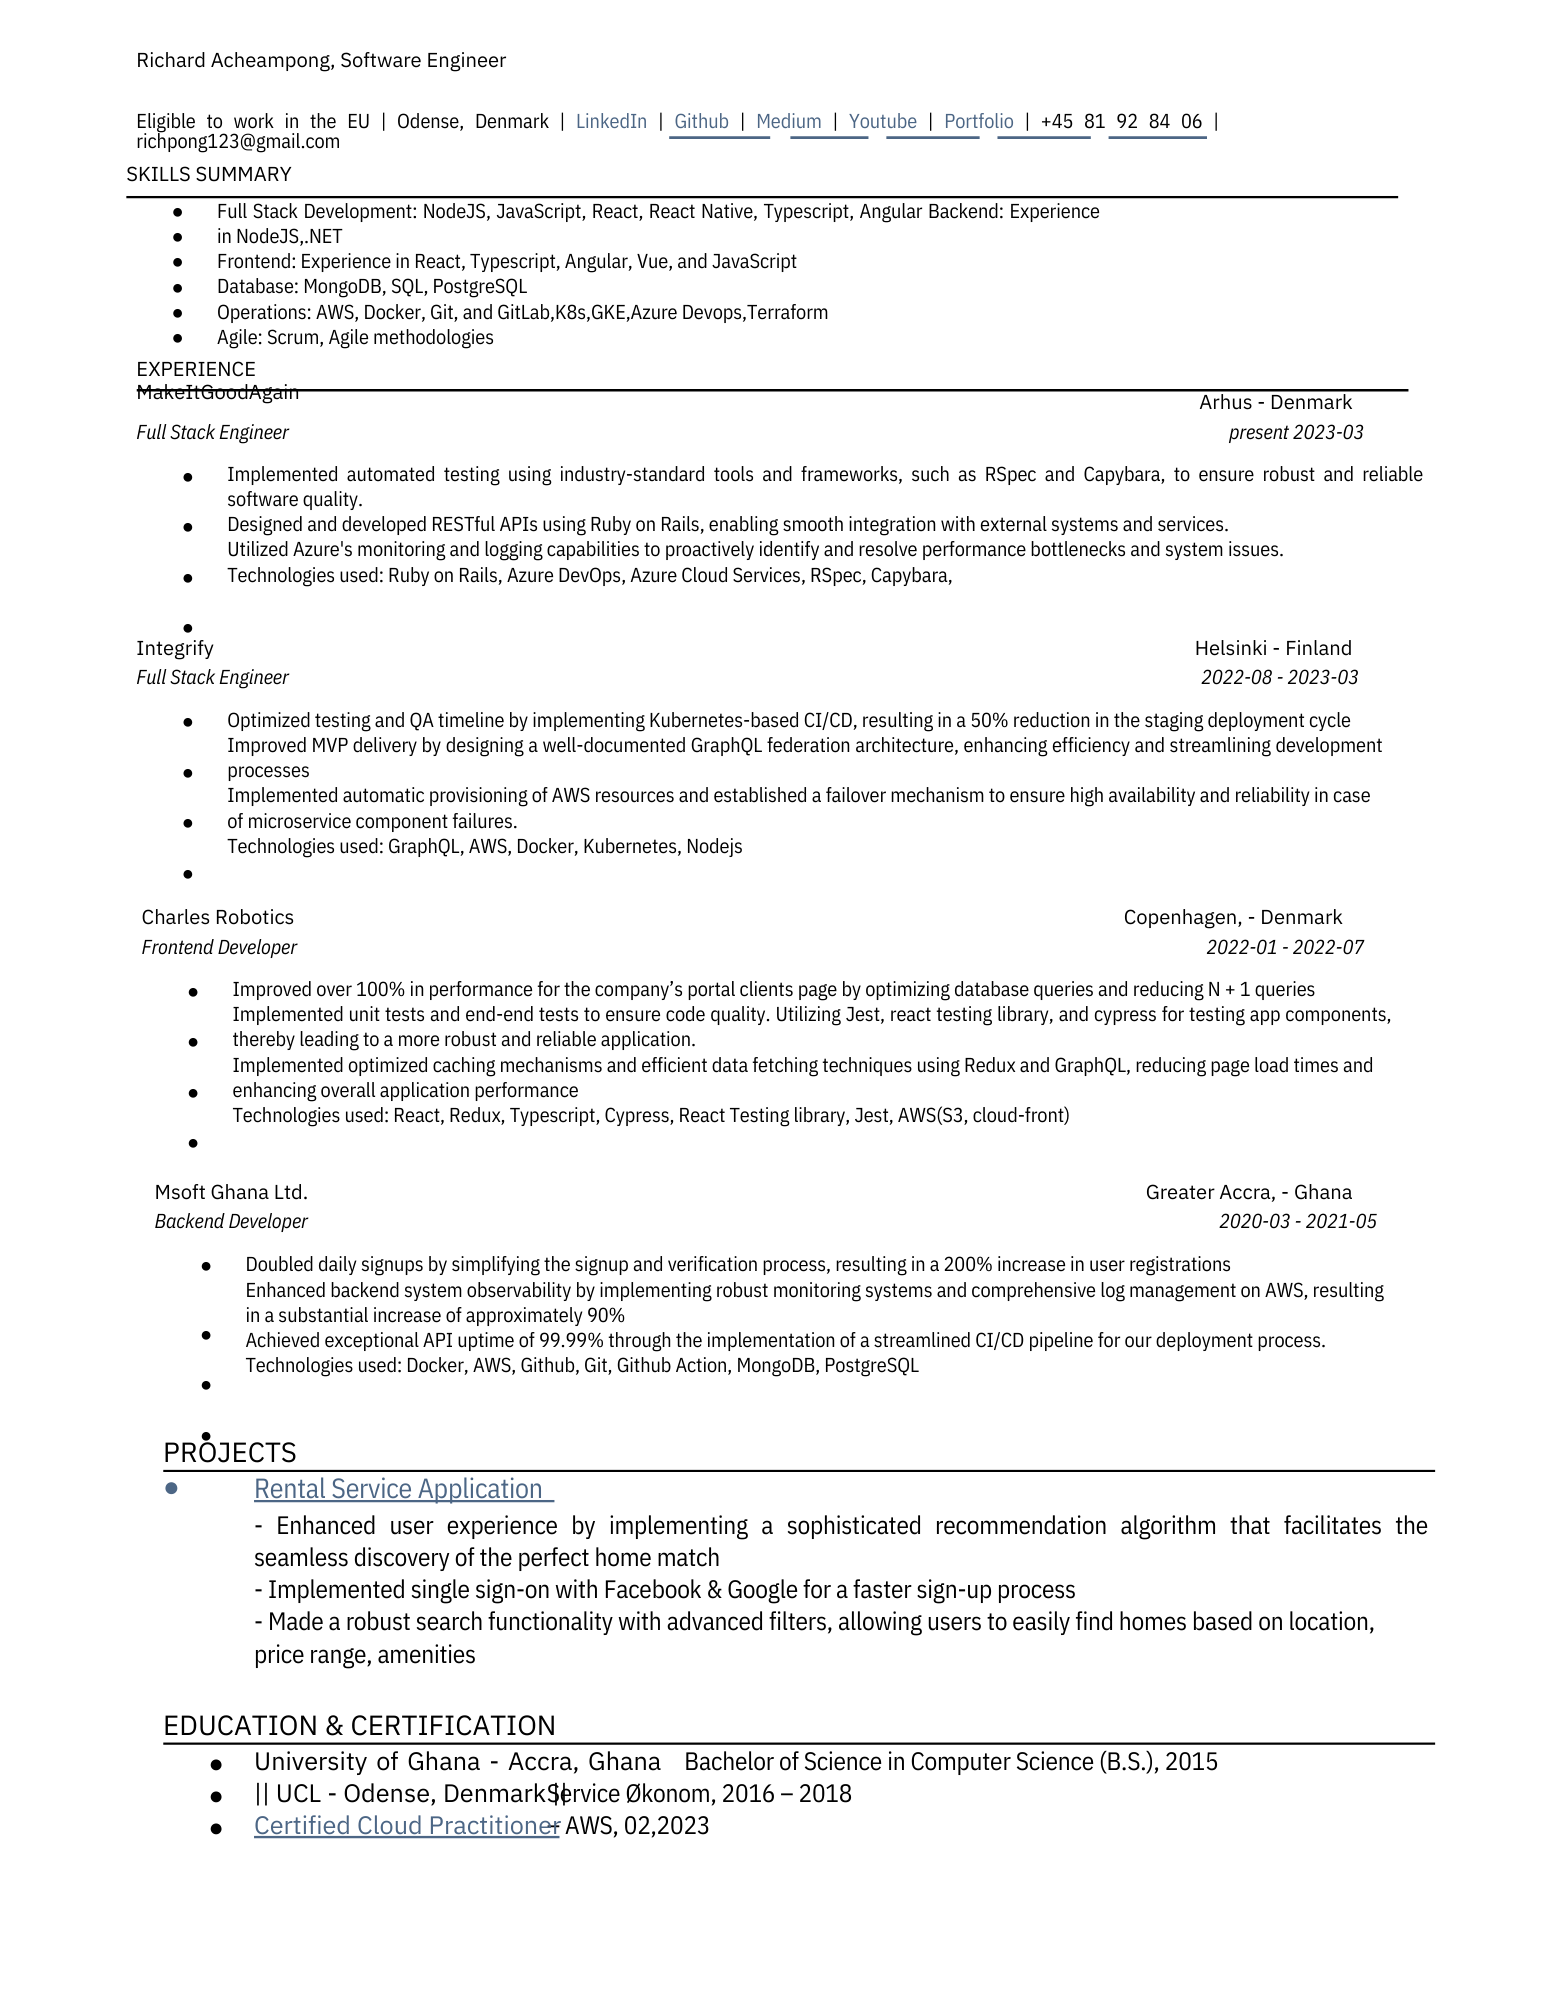 Richard Acheampong, Software Engineer
Eligible to work in the EU | Odense, Denmark | LinkedIn | Github | Medium | Youtube | Portfolio | +45 81 92 84 06 |
richpong123@gmail.com
SKILLS SUMMARY
● Full Stack Development: NodeJS, JavaScript, React, React Native, Typescript, Angular Backend: Experience
● in NodeJS,.NET
● Frontend: Experience in React, Typescript, Angular, Vue, and JavaScript
● Database: MongoDB, SQL, PostgreSQL
● Operations: AWS, Docker, Git, and GitLab,K8s,GKE,Azure Devops,Terraform
● Agile: Scrum, Agile methodologies
EXPERIENCE
MakeItGoodAgain Arhus - Denmark
Full Stack Engineer present 2023-03
● Implemented automated testing using industry-standard tools and frameworks, such as RSpec and Capybara, to ensure robust and reliable
software quality.
● Designed and developed RESTful APIs using Ruby on Rails, enabling smooth integration with external systems and services.
Utilized Azure's monitoring and logging capabilities to proactively identify and resolve performance bottlenecks and system issues.
● Technologies used: Ruby on Rails, Azure DevOps, Azure Cloud Services, RSpec, Capybara,
●
Integrify Helsinki - Finland
Full Stack Engineer 2022-08 - 2023-03
● Optimized testing and QA timeline by implementing Kubernetes-based CI/CD, resulting in a 50% reduction in the staging deployment cycle
Improved MVP delivery by designing a well-documented GraphQL federation architecture, enhancing efficiency and streamlining development
● processes
Implemented automatic provisioning of AWS resources and established a failover mechanism to ensure high availability and reliability in case
● of microservice component failures.
Technologies used: GraphQL, AWS, Docker, Kubernetes, Nodejs
●
Charles Robotics Copenhagen, - Denmark
Frontend Developer 2022-01 - 2022-07
● Improved over 100% in performance for the company’s portal clients page by optimizing database queries and reducing N + 1 queries
Implemented unit tests and end-end tests to ensure code quality. Utilizing Jest, react testing library, and cypress for testing app components,
● thereby leading to a more robust and reliable application.
Implemented optimized caching mechanisms and efficient data fetching techniques using Redux and GraphQL, reducing page load times and
● enhancing overall application performance
Technologies used: React, Redux, Typescript, Cypress, React Testing library, Jest, AWS(S3, cloud-front)
●
Msoft Ghana Ltd. Greater Accra, - Ghana
Backend Developer 2020-03 - 2021-05
● Doubled daily signups by simplifying the signup and verification process, resulting in a 200% increase in user registrations
Enhanced backend system observability by implementing robust monitoring systems and comprehensive log management on AWS, resulting
in a substantial increase of approximately 90%
● Achieved exceptional API uptime of 99.99% through the implementation of a streamlined CI/CD pipeline for our deployment process.
Technologies used: Docker, AWS, Github, Git, Github Action, MongoDB, PostgreSQL
●
●
PROJECTS
● Rental Service Application
- Enhanced user experience by implementing a sophisticated recommendation algorithm that facilitates the
seamless discovery of the perfect home match
- Implemented single sign-on with Facebook & Google for a faster sign-up process
- Made a robust search functionality with advanced filters, allowing users to easily find homes based on location,
price range, amenities
EDUCATION & CERTIFICATION
● University of Ghana - Accra, Ghana Bachelor of Science in Computer Science (B.S.), 2015
● || UCL - Odense, Denmark || Service Økonom, 2016 – 2018
● Certified Cloud Practitioner – AWS, 02,2023